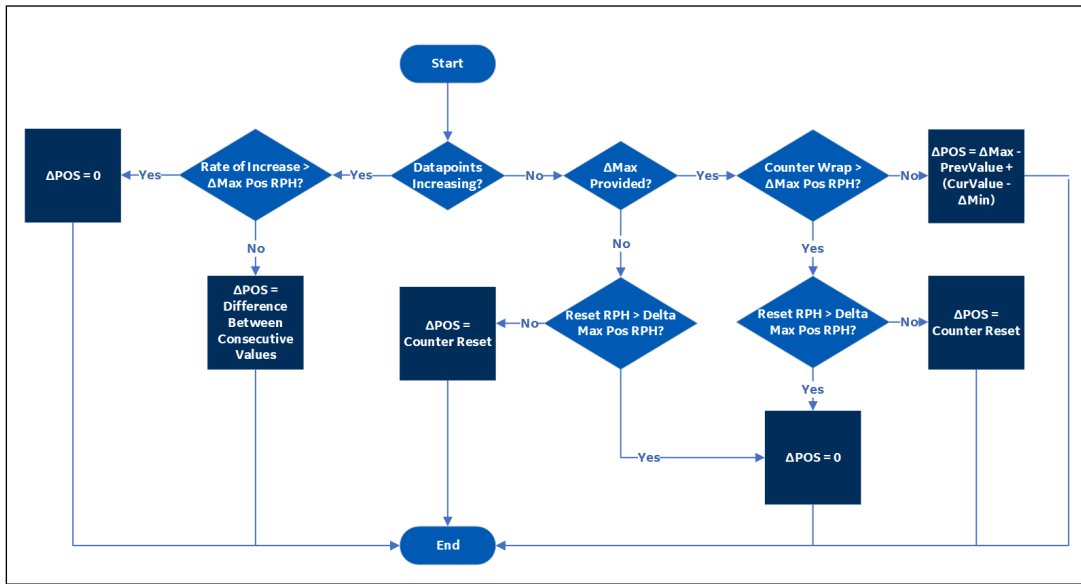 Start
Datapoints
Increasing?
Yes
Rate of Increase >
ΔMax Pos RPH?
Yes
ΔPOS = 0
No
ΔPOS =
Difference
Between
Consecutive
Values
No
ΔMax
Provided?
Yes
Counter Wrap >
ΔMax Pos RPH?
No
ΔPOS = ΔMax -
PrevValue +
(CurValue -
ΔMin)
No
Reset RPH > Delta
Max Pos RPH?
No
ΔPOS =
Counter Reset
Yes
Yes
Reset RPH > Delta
Max Pos RPH?
No
ΔPOS =
Counter Reset
Yes
ΔPOS = 0
End